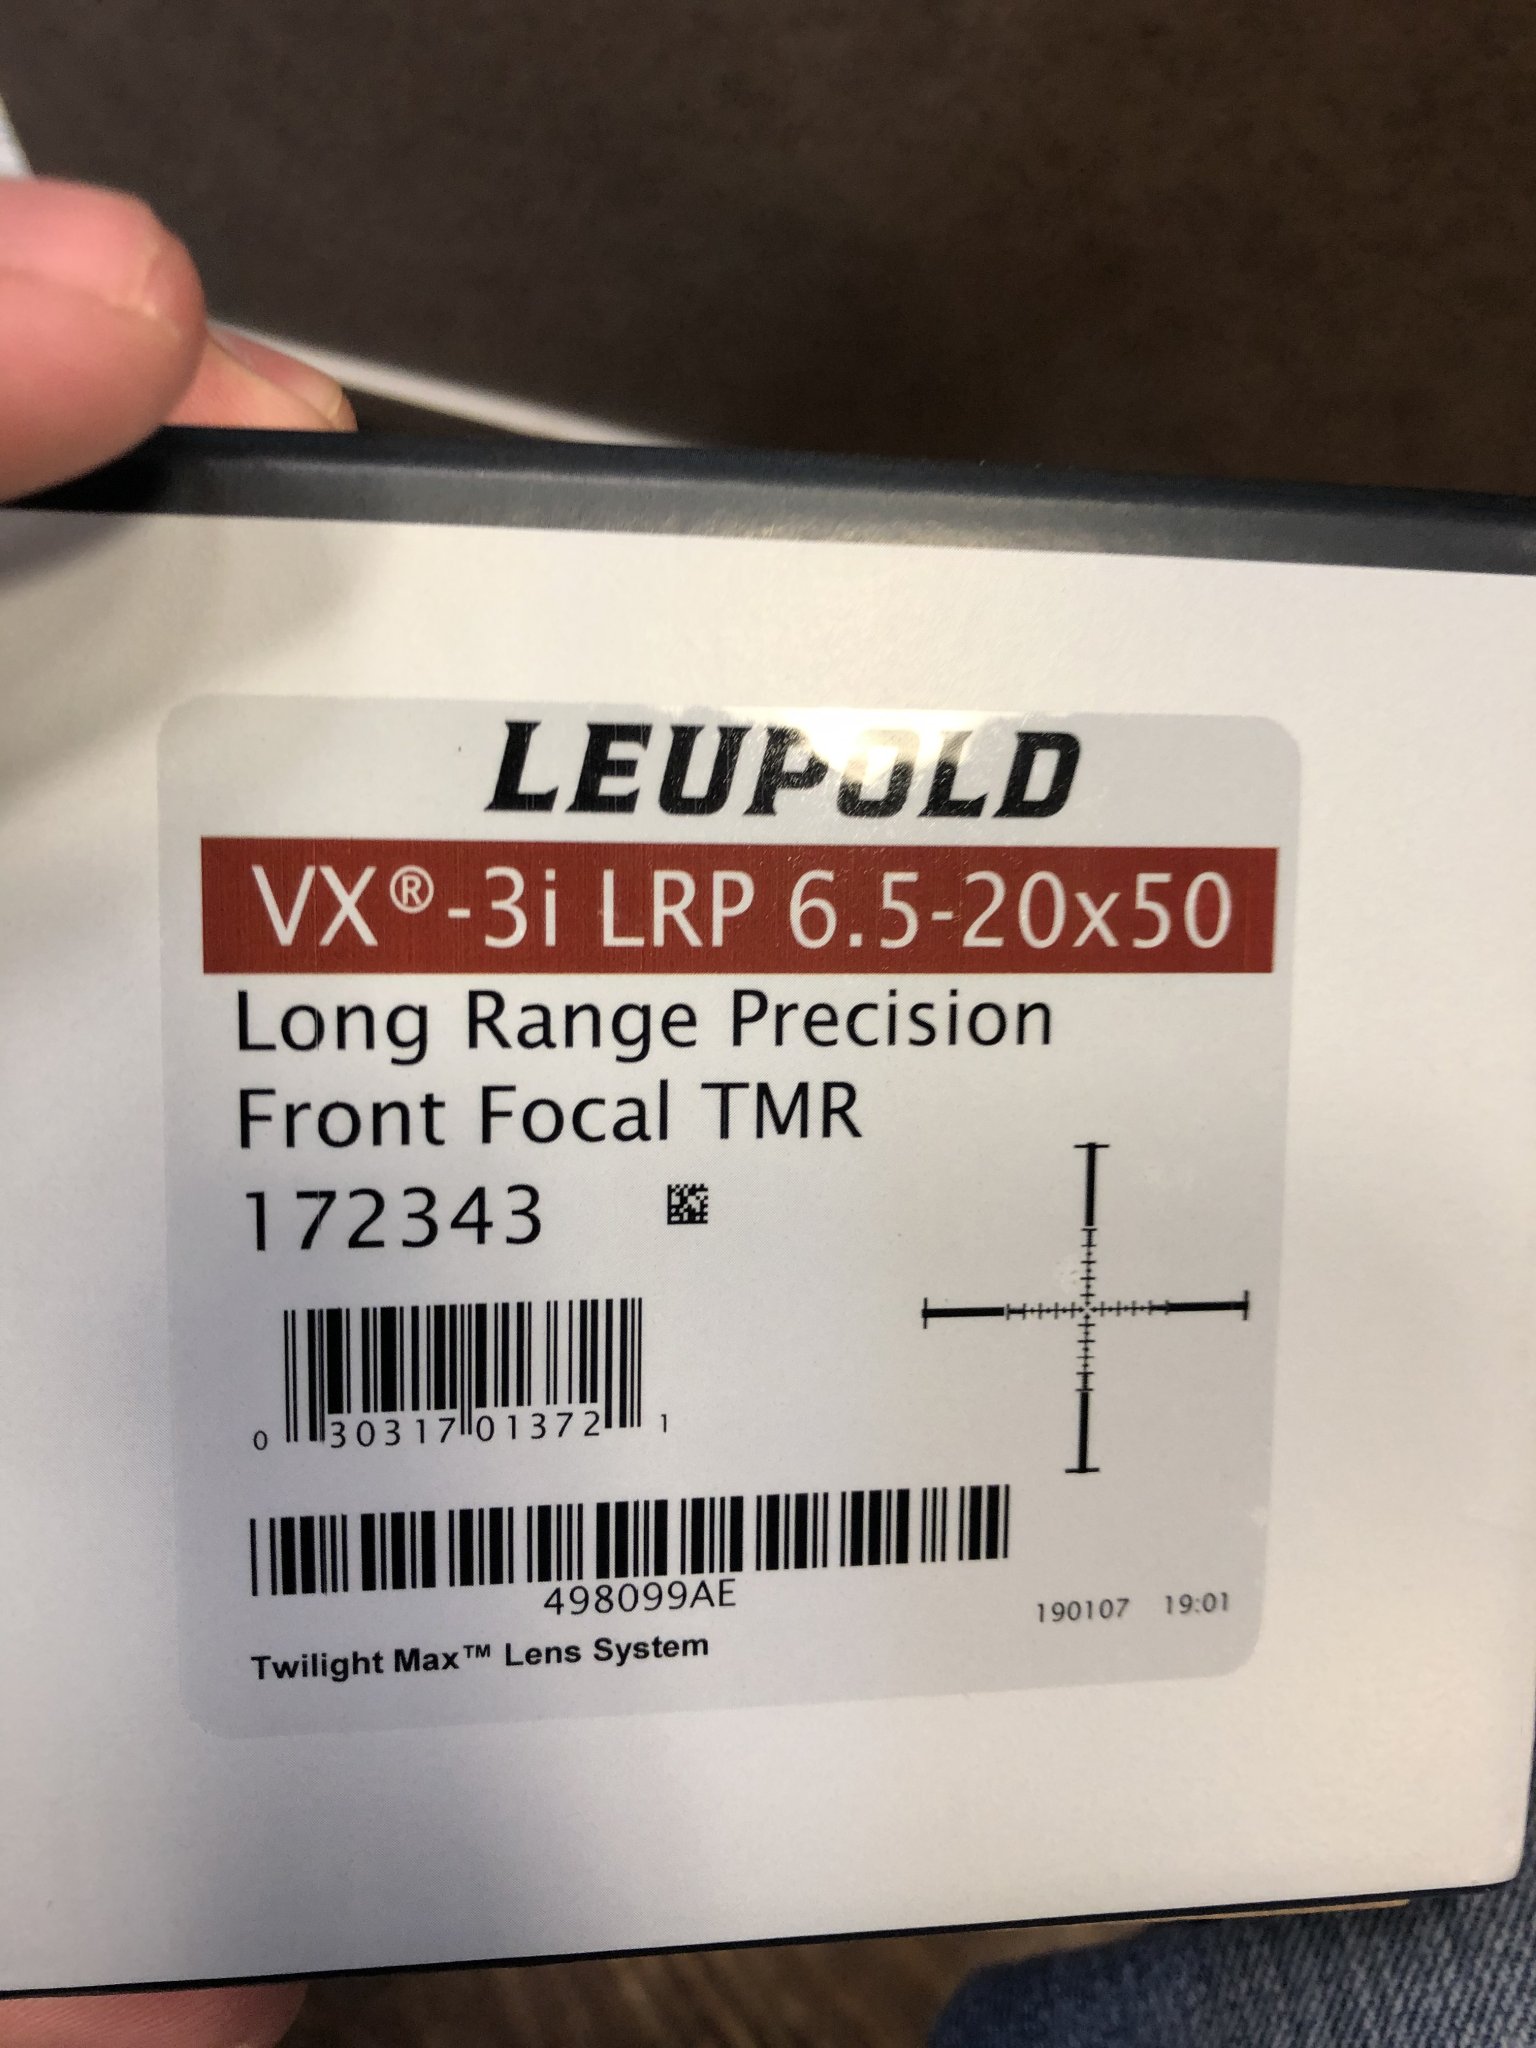 LEUPOLD
VX®-3i LRP 6.5-20x50
Long Range Precision
Front Focal TMR
172343
0 30317 01372 1
498099AE
190107 19:01
Twilight Max™ Lens System